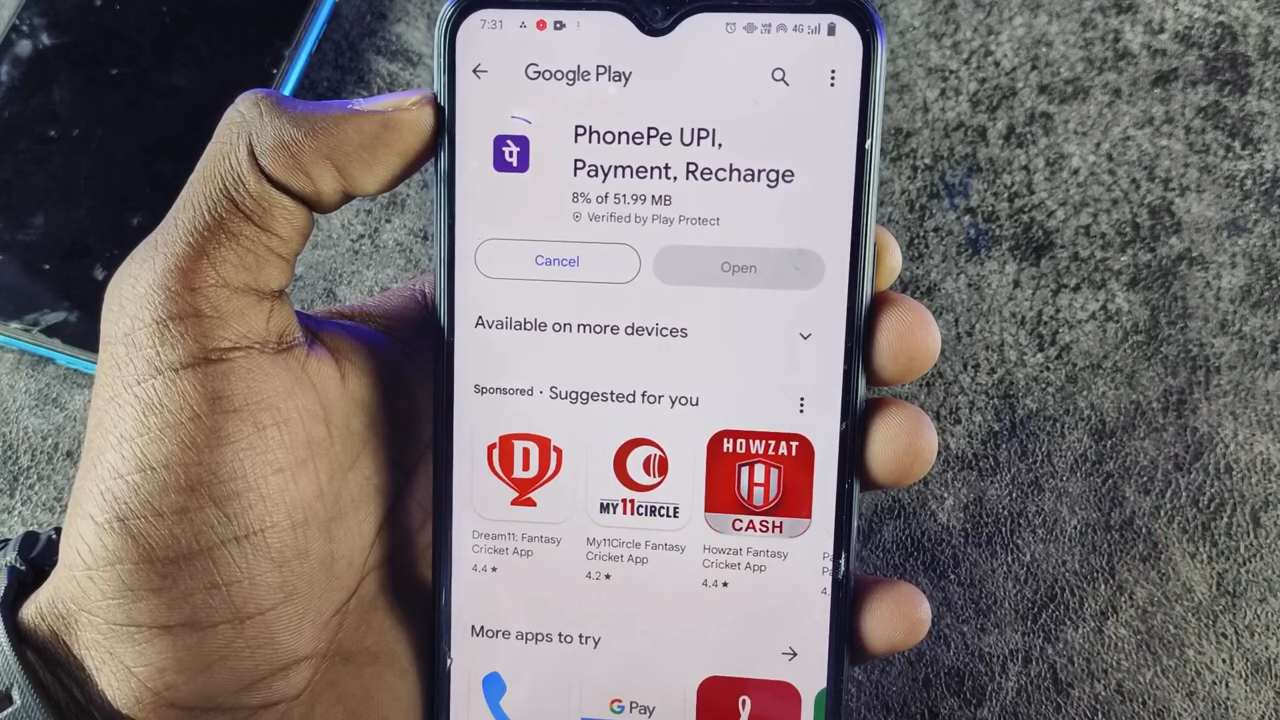 7:31
VoLTE 4G
Google Play
पे
PhonePe UPI,
Payment, Recharge
8% of 51.99 MB
Verified by Play Protect
Cancel
Open
Available on more devices
Sponsored · Suggested for you
D
MY11CIRCLE
HOWZAT
H
CASH
Dream11: Fantasy
Cricket App
4.4★
My11Circle Fantasy
Cricket App
4.2★
Howzat Fantasy
Cricket App
4.4★
More apps to try
G Pay